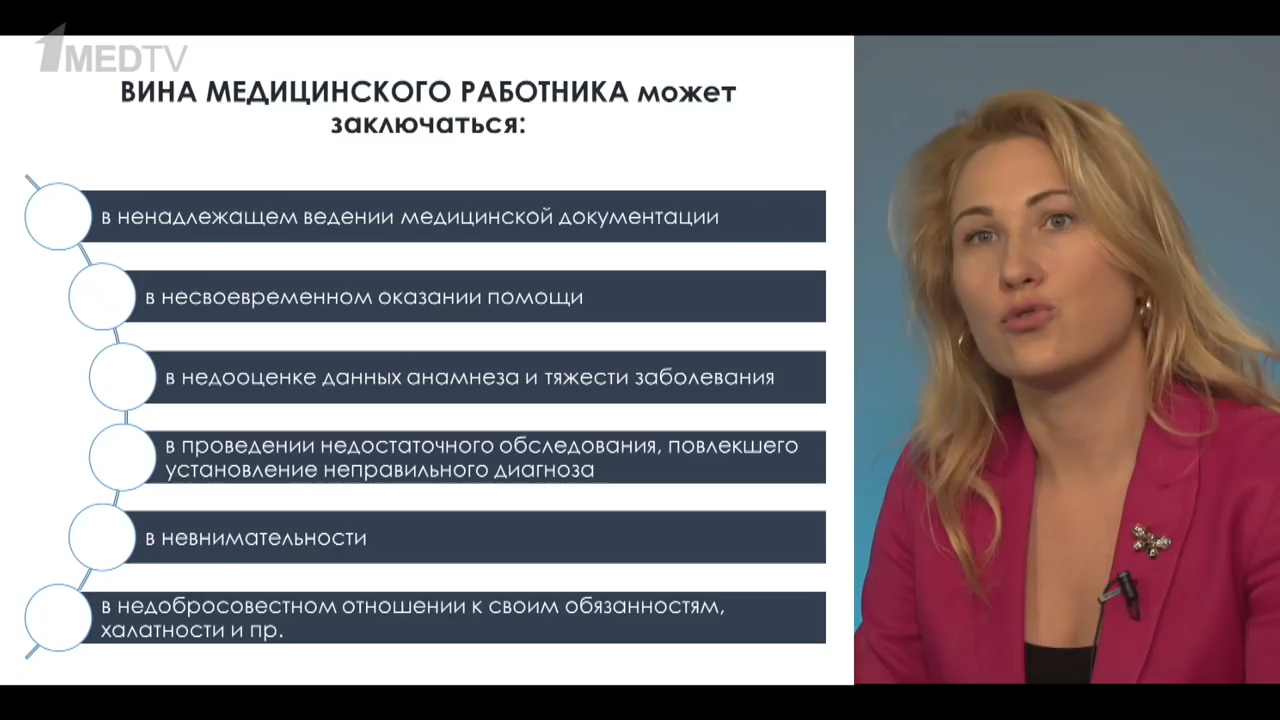 1MEDTV
ВИНА МЕДИЦИНСКОГО РАБОТНИКА может
заключаться:
в ненадлежащем ведении медицинской документации
в несвоевременном оказании помощи
в недооценке данных анамнеза и тяжести заболевания
в проведении недостаточного обследования, повлекшего
установление неправильного диагноза
в невнимательности
в недобросовестном отношении к своим обязанностям,
халатности и пр.